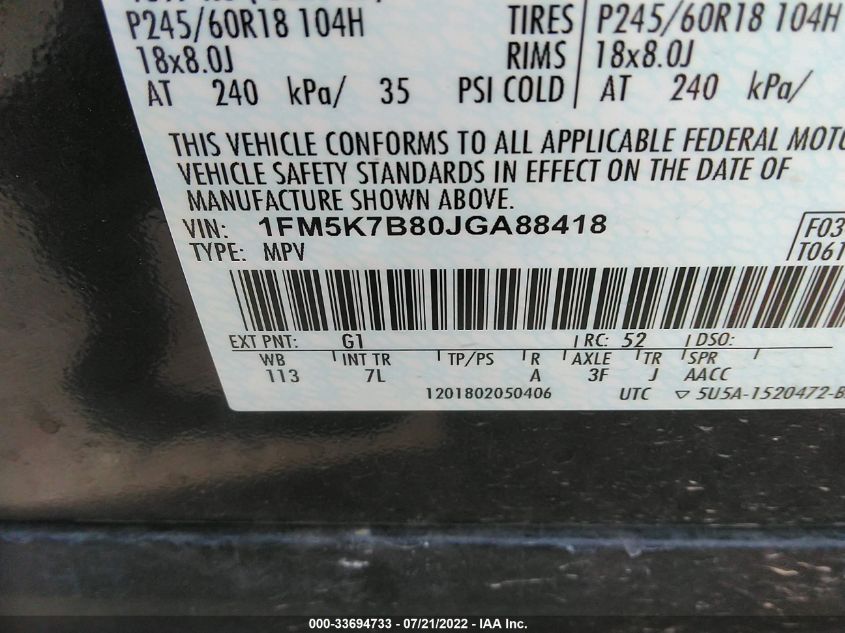 P245/60R18 104H TIRES P245/60R18 104H
18x8.0J RIMS 18x8.0J
AT 240 kPa/ 35 PSI COLD AT 240 kPa/
THIS VEHICLE CONFORMS TO ALL APPLICABLE FEDERAL MOTO
VEHICLE SAFETY STANDARDS IN EFFECT ON THE DATE OF
MANUFACTURE SHOWN ABOVE.
VIN: 1FM5K7B80JGA88418 F03
TYPE: MPV T061
EXT PNT: G1 RC: 52 DSO:
WB INT TR TP/PS R AXLE TR SPR
113 7L A 3F J AACC
1201802050406 UTC ▽ 5U5A-1520472-B
000-33694733 / 07/21/2022 - IAA Inc.